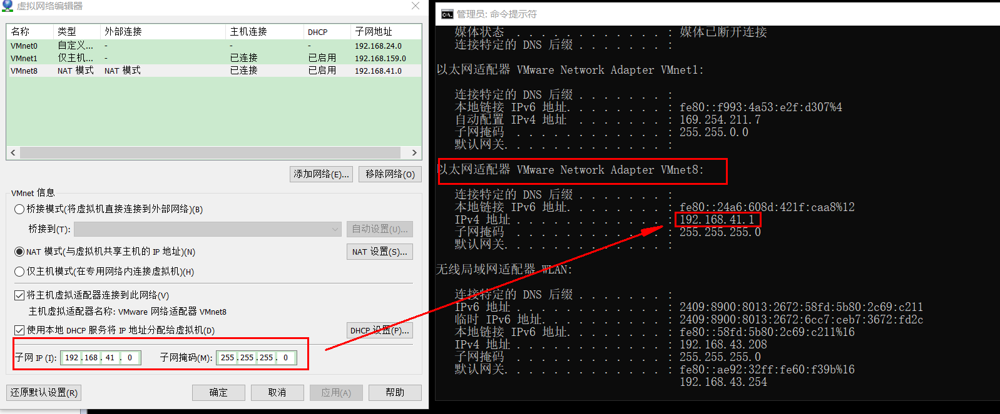 虚拟网络编辑器
名称 类型 外部连接 主机连接 DHCP 子网地址
VMnet0 自定义... - - - 192.168.24.0
VMnet1 仅主机... - 已连接 已启用 192.168.159.0
VMnet8 NAT 模式 NAT 模式 已连接 已启用 192.168.41.0
添加网络(E)... 移除网络(O)
VMnet 信息
桥接模式(将虚拟机直接连接到外部网络)(B)
桥接到(T): 自动设置(U)...
NAT 模式(与虚拟机共享主机的 IP 地址)(N) NAT 设置(S)...
仅主机模式(在专用网络内连接虚拟机)(H)
将主机虚拟适配器连接到此网络(V)
主机虚拟适配器名称: VMware 网络适配器 VMnet8
使用本地 DHCP 服务将 IP 地址分配给虚拟机(D) DHCP 设置(P)...
子网 IP (I): 192 . 168 . 41 . 0 子网掩码(M): 255 . 255 . 255 . 0
还原默认设置(R) 确定 取消 应用(A) 帮助
管理员: 命令提示符
媒体状态 . . . . . . . . . . . . : 媒体已断开连接
连接特定的 DNS 后缀 . . . . . . . :
以太网适配器 VMware Network Adapter VMnet1:
连接特定的 DNS 后缀 . . . . . . . :
本地链接 IPv6 地址. . . . . . . . : fe80::f993:4a53:e2f:d307%4
自动配置 IPv4 地址 . . . . . . . : 169.254.211.7
子网掩码 . . . . . . . . . . . . : 255.255.0.0
默认网关. . . . . . . . . . . . . :
以太网适配器 VMware Network Adapter VMnet8:
连接特定的 DNS 后缀 . . . . . . . :
本地链接 IPv6 地址. . . . . . . . : fe80::24a6:608d:421f:caa8%12
IPv4 地址 . . . . . . . . . . . . : 192.168.41.1
子网掩码 . . . . . . . . . . . . : 255.255.255.0
默认网关. . . . . . . . . . . . . :
无线局域网适配器 WLAN:
连接特定的 DNS 后缀 . . . . . . . :
IPv6 地址 . . . . . . . . . . . . : 2409:8900:8013:2672:58fd:5b80:2c69:c211
临时 IPv6 地址. . . . . . . . . . : 2409:8900:8013:2672:6cc7:ceb7:3672:fd2c
本地链接 IPv6 地址. . . . . . . . : fe80::58fd:5b80:2c69:c211%16
IPv4 地址 . . . . . . . . . . . . : 192.168.43.208
子网掩码 . . . . . . . . . . . . : 255.255.255.0
默认网关. . . . . . . . . . . . . : fe80::ae92:32ff:fe60:f39b%16
192.168.43.254